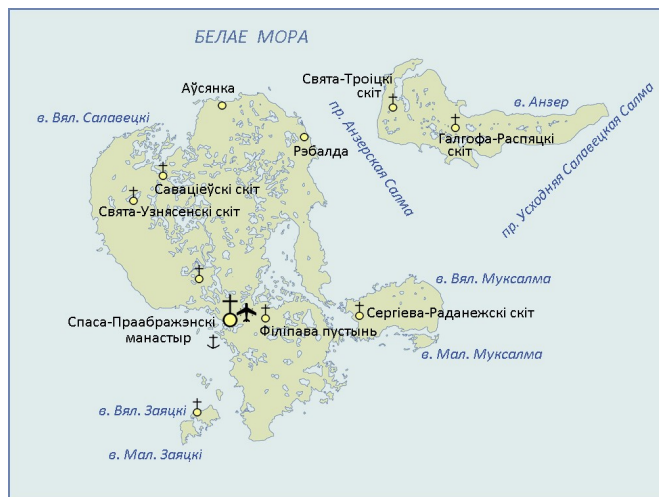 БЕЛАЕ МОРА
Свята-Троіцкі
скіт
Аўсянка
в. Анзер
в. Вял. Салавецкі
пр. Анзерская Салма
Рэбалда
Галгофа-Распяцкі
скіт
пр. Усходняя Салавецкая Салма
Саваціеўскі скіт
Свята-Узнясенскі скіт
в. Вял. Муксалма
Сергіева-Раданежскі скіт
Спаса-Праабражэнскі
манастыр
Філіпава пустынь
в. Мал. Муксалма
в. Вял. Заяцкі
в. Мал. Заяцкі